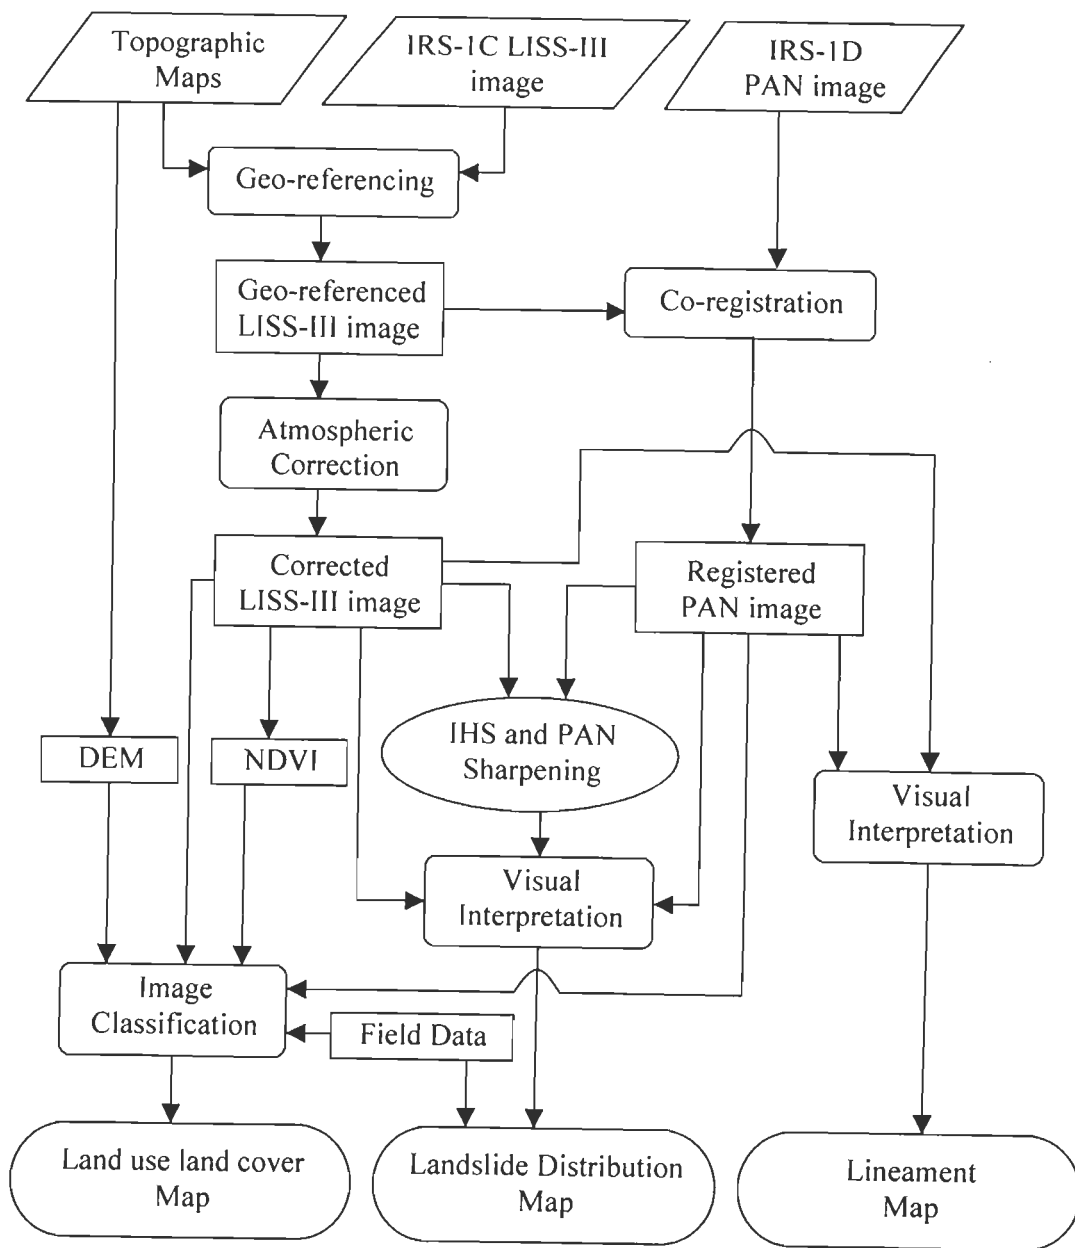 Topographic
Maps
IRS-1C LISS-III
image
IRS-1D
PAN image
Geo-referencing
Geo-referenced
LISS-III image
Co-registration
Atmospheric
Correction
Corrected
LISS-III image
Registered
PAN image
DEM
NDVI
IHS and PAN
Sharpening
Visual
Interpretation
Visual
Interpretation
Image
Classification
Field Data
Land use land cover
Map
Landslide Distribution
Map
Lineament
Map